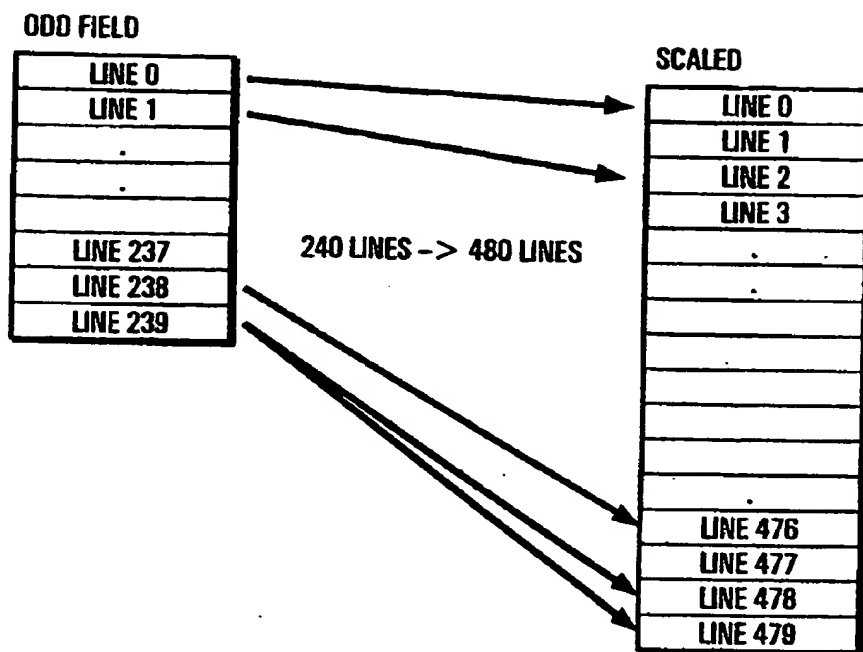 ODD FIELD
LINE 0
LINE 1
.
.
LINE 237
LINE 238
LINE 239
240 LINES -> 480 LINES
SCALED
LINE 0
LINE 1
LINE 2
LINE 3
.
.
.
LINE 476
LINE 477
LINE 478
LINE 479